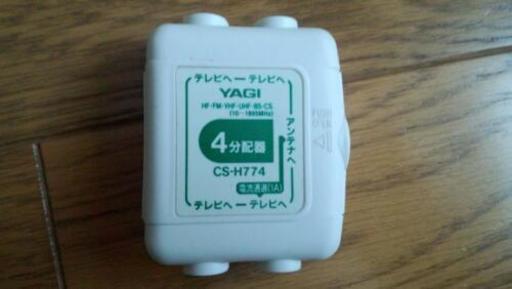 テレビへ テレビへ
YAGI
HF・FM・VHF・UHF・BS・CS
(10〜1895MHz)
4分配器
CS-H774
電流通過(1A)
テレビへ テレビへ
アンテナへ